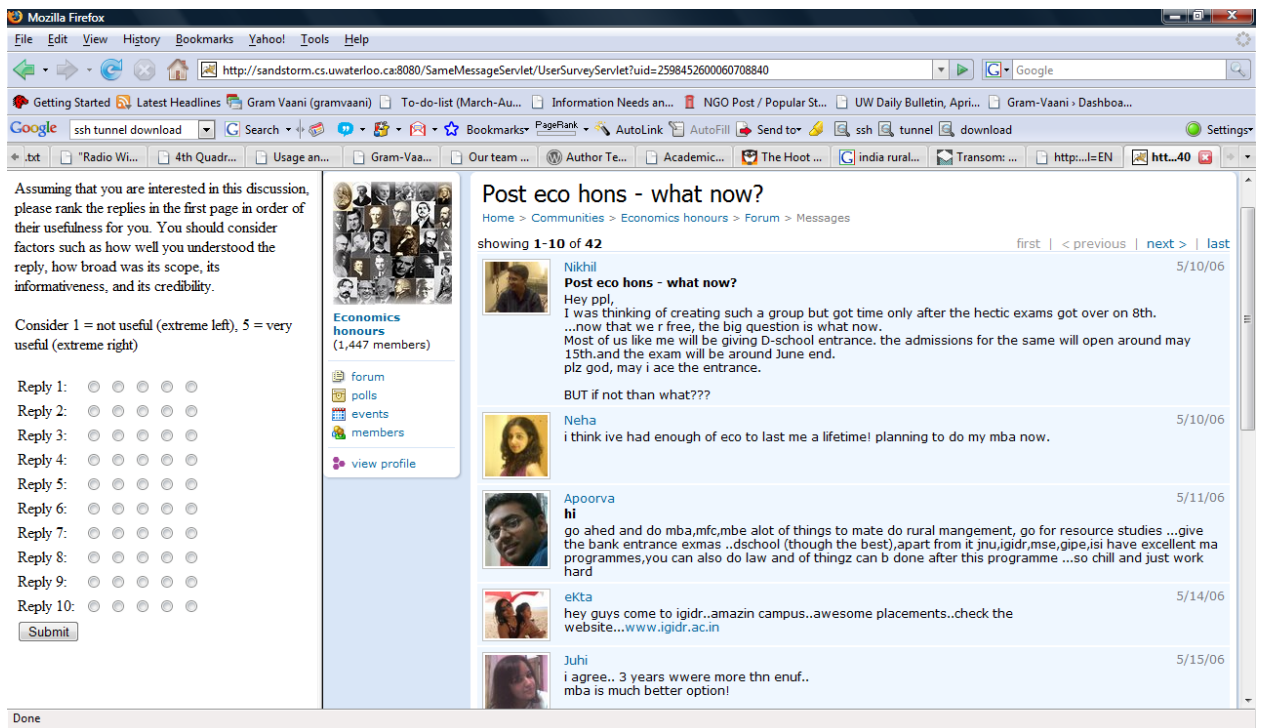 Mozilla Firefox
File Edit View History Bookmarks Yahoo! Tools Help
http://sandstorm.cs.uwaterloo.ca:8080/SameMessageServlet/UserSurveyServlet?uid=2598452600060708840
Google
Getting Started Latest Headlines Gram Vaani (gramvaani) To-do-list (March-Au... Information Needs an... NGO Post / Popular St... UW Daily Bulletin, Apri... Gram-Vaani › Dashboa...
Google ssh tunnel download Search Bookmarks PageRank AutoLink AutoFill Send to ssh tunnel download Settings
.txt "Radio Wi... 4th Quadr... Usage an... Gram-Vaa... Our team ... Author Te... Academic... The Hoot ... india rural... Transom: ... http:...l=EN htt...40
Assuming that you are interested in this discussion,
please rank the replies in the first page in order of
their usefulness for you. You should consider
factors such as how well you understood the
reply, how broad was its scope, its
informativeness, and its credibility.
Consider 1 = not useful (extreme left), 5 = very
useful (extreme right)
Reply 1:
Reply 2:
Reply 3:
Reply 4:
Reply 5:
Reply 6:
Reply 7:
Reply 8:
Reply 9:
Reply 10:
Submit
Economics
honours
(1,447 members)
forum
polls
events
members
view profile
Post eco hons - what now?
Home > Communities > Economics honours > Forum > Messages
showing 1-10 of 42 first | < previous | next > | last
Nikhil 5/10/06
Post eco hons - what now?
Hey ppl,
I was thinking of creating such a group but got time only after the hectic exams got over on 8th.
...now that we r free, the big question is what now.
Most of us like me will be giving D-school entrance. the admissions for the same will open around may
15th.and the exam will be around June end.
plz god, may i ace the entrance.
BUT if not than what???
Neha 5/10/06
i think ive had enough of eco to last me a lifetime! planning to do my mba now.
Apoorva 5/11/06
hi
go ahed and do mba,mfc,mbe alot of things to mate do rural mangement, go for resource studies ...give
the bank entrance exmas ..dschool (though the best),apart from it jnu,igidr,mse,gipe,isi have excellent ma
programmes,you can also do law and of thingz can b done after this programme ...so chill and just work
hard
eKta 5/14/06
hey guys come to igidr..amazin campus..awesome placements..check the
website...www.igidr.ac.in
Juhi 5/15/06
i agree.. 3 years wwere more thn enuf..
mba is much better option!
Done